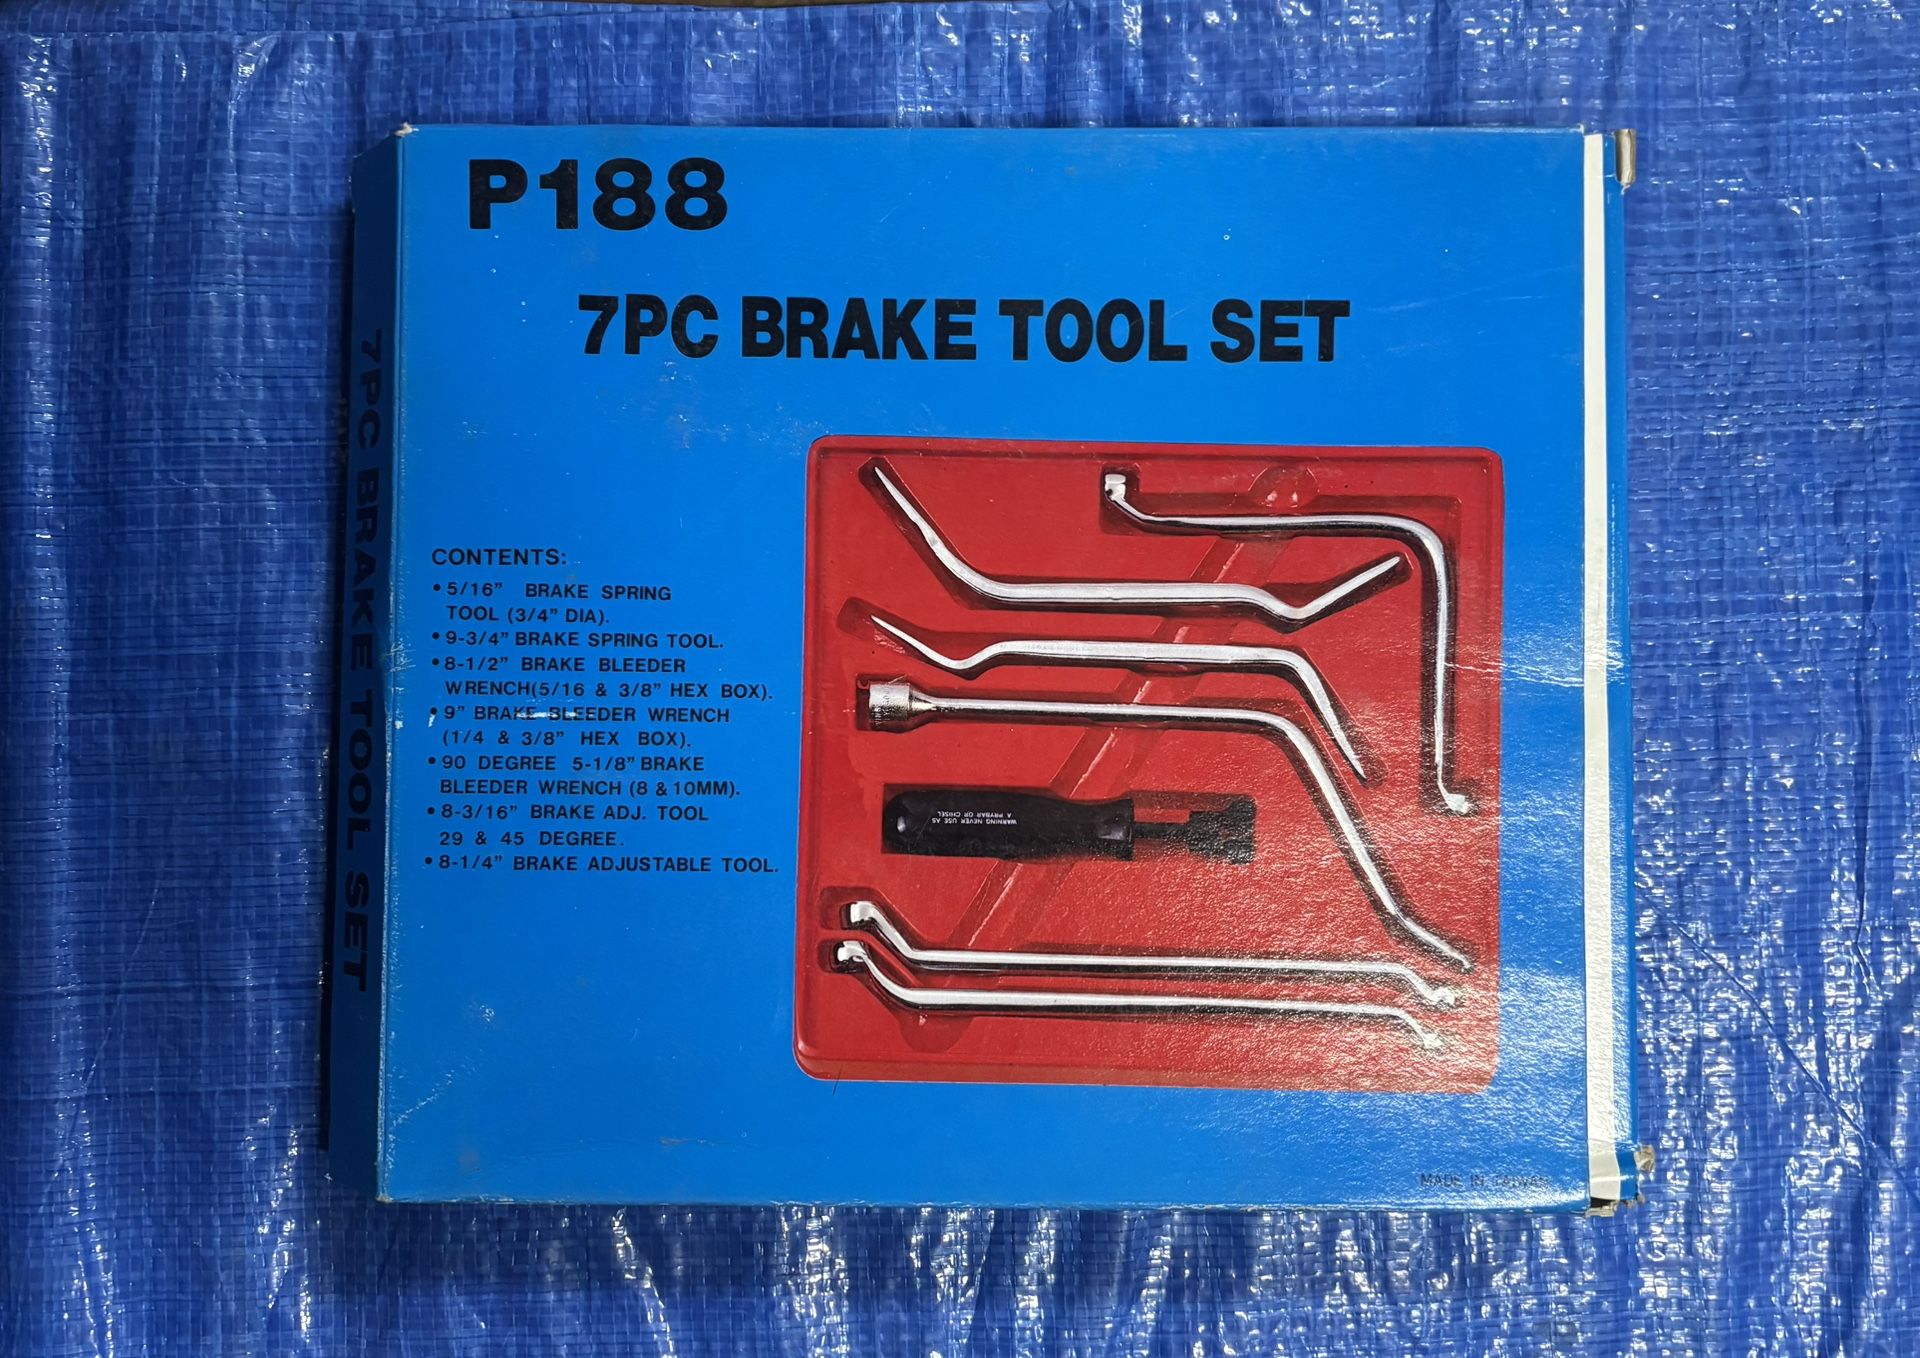 P188
7PC BRAKE TOOL SET
7PC BRAKE TOOL SET
CONTENTS:
• 5/16” BRAKE SPRING
TOOL (3/4” DIA).
• 9-3/4” BRAKE SPRING TOOL.
• 8-1/2” BRAKE BLEEDER
WRENCH(5/16 & 3/8” HEX BOX).
• 9” BRAKE BLEEDER WRENCH
(1/4 & 3/8” HEX BOX).
• 90 DEGREE 5-1/8” BRAKE
BLEEDER WRENCH (8 & 10MM).
• 8-3/16” BRAKE ADJ. TOOL
29 & 45 DEGREE.
• 8-1/4” BRAKE ADJUSTABLE TOOL.
WARNING NEVER USE AS
A PRYBAR OR CHISEL
MADE IN TAIWAN